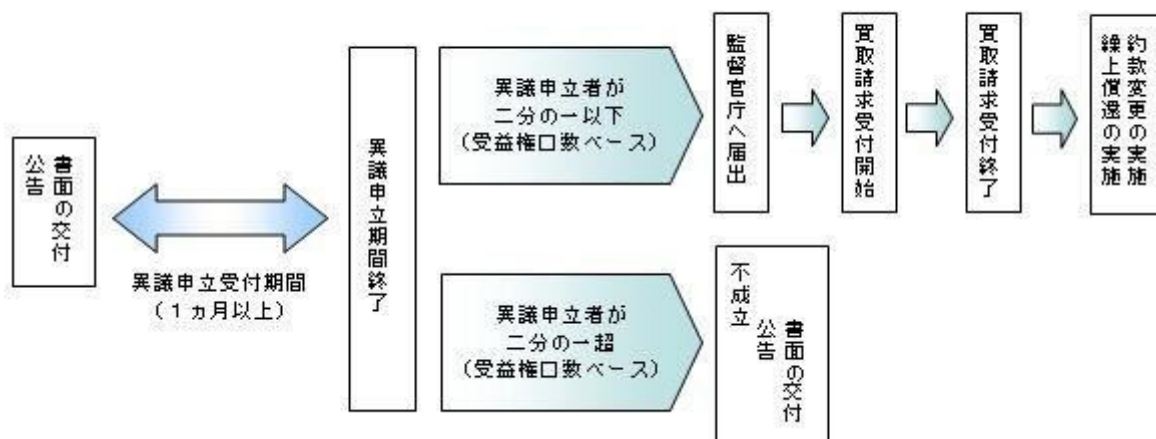 書面の交付
公告
異議申立受付期間
（１ヵ月以上）
異議申立期間終了
異議申立者が
二分の一以下
（受益権口数ベース）
監督官庁へ届出
買取請求受付開始
買取請求受付終了
約款変更の実施
繰上償還の実施
異議申立者が
二分の一超
（受益権口数ベース）
不成立
書面の交付
公告